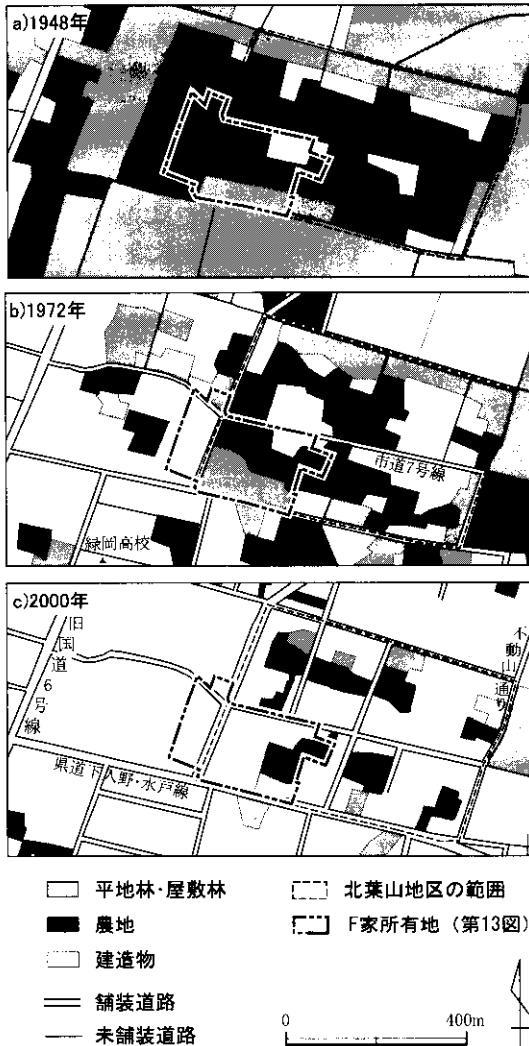 a)1948年
b)1972年
市道7号線
緑岡高校
c)2000年
旧国道6号線
不動山通り
県道下入野・水戸線
平地林・屋敷林
北葉山地区の範囲
農地
F家所有地 (第13図)
建造物
舗装道路
未舗装道路
0
400m